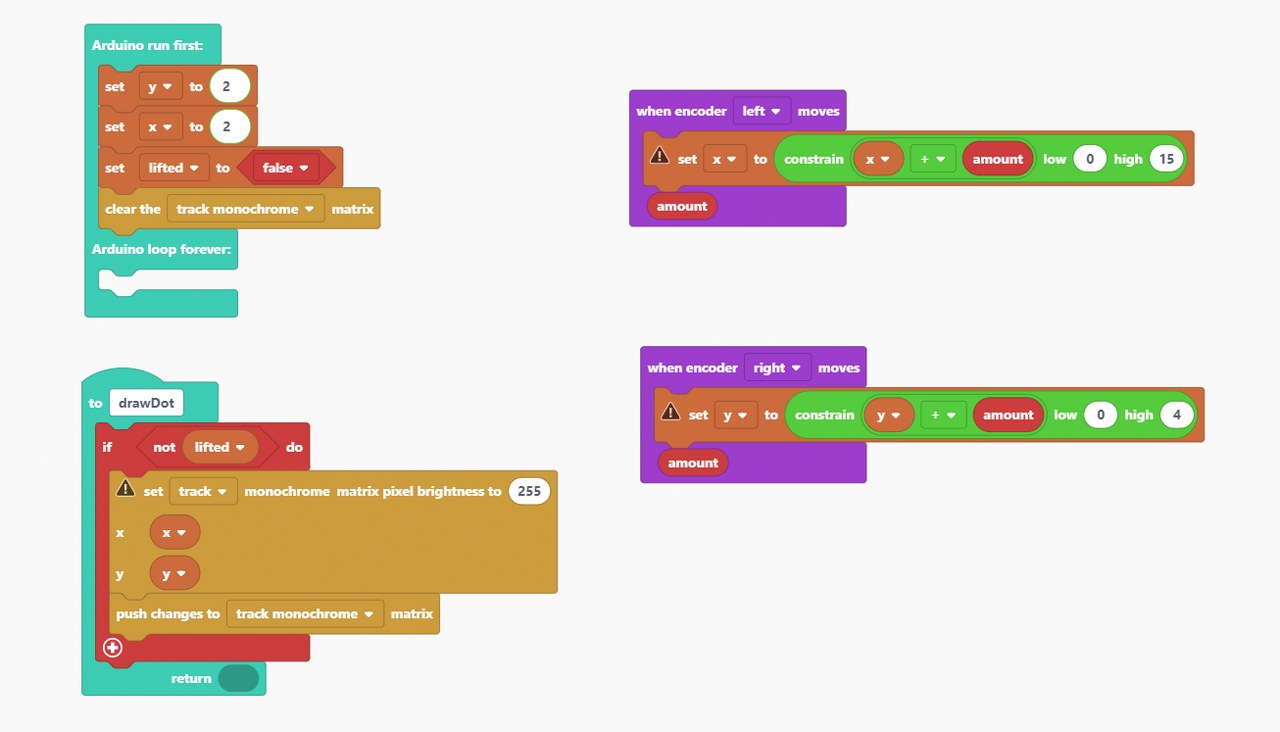 Arduino run first:
set y to 2
set x to 2
set lifted to false
clear the track monochrome matrix
Arduino loop forever:
to drawDot
if not lifted do
set track monochrome matrix pixel brightness to 255
x x
y y
push changes to track monochrome matrix
return
when encoder left moves
set x to constrain x + amount low 0 high 15
amount
when encoder right moves
set y to constrain y + amount low 0 high 4
amount